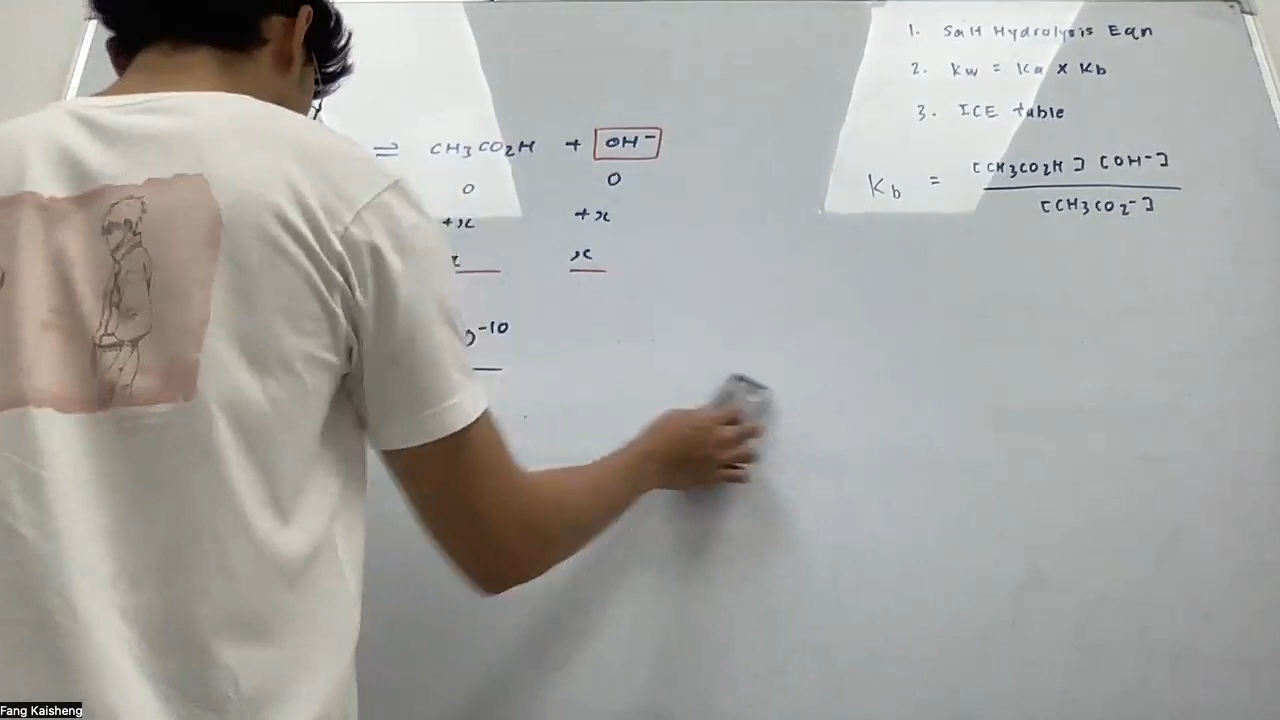 1. Salt Hydrolysis Eqn
2. Kw = Ka x Kb
3. ICE table
⇌ CH3CO2H + OH-
0 0
+x +x
x
-10
Kb = [CH3CO2H] [OH-]
[CH3CO2-]
Fang Kaisheng